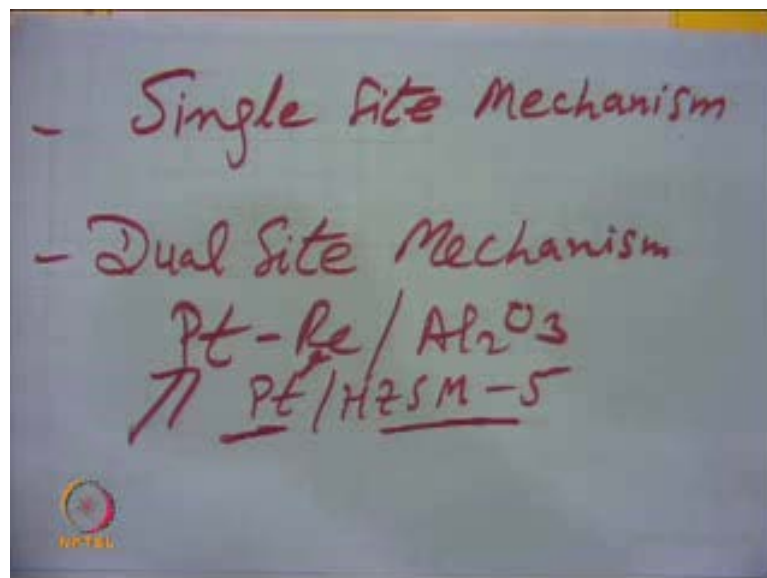 - Single Site Mechanism
- Dual Site Mechanism
Pt-Re/Al2O3
Pt/HZSM-5
NPTEL